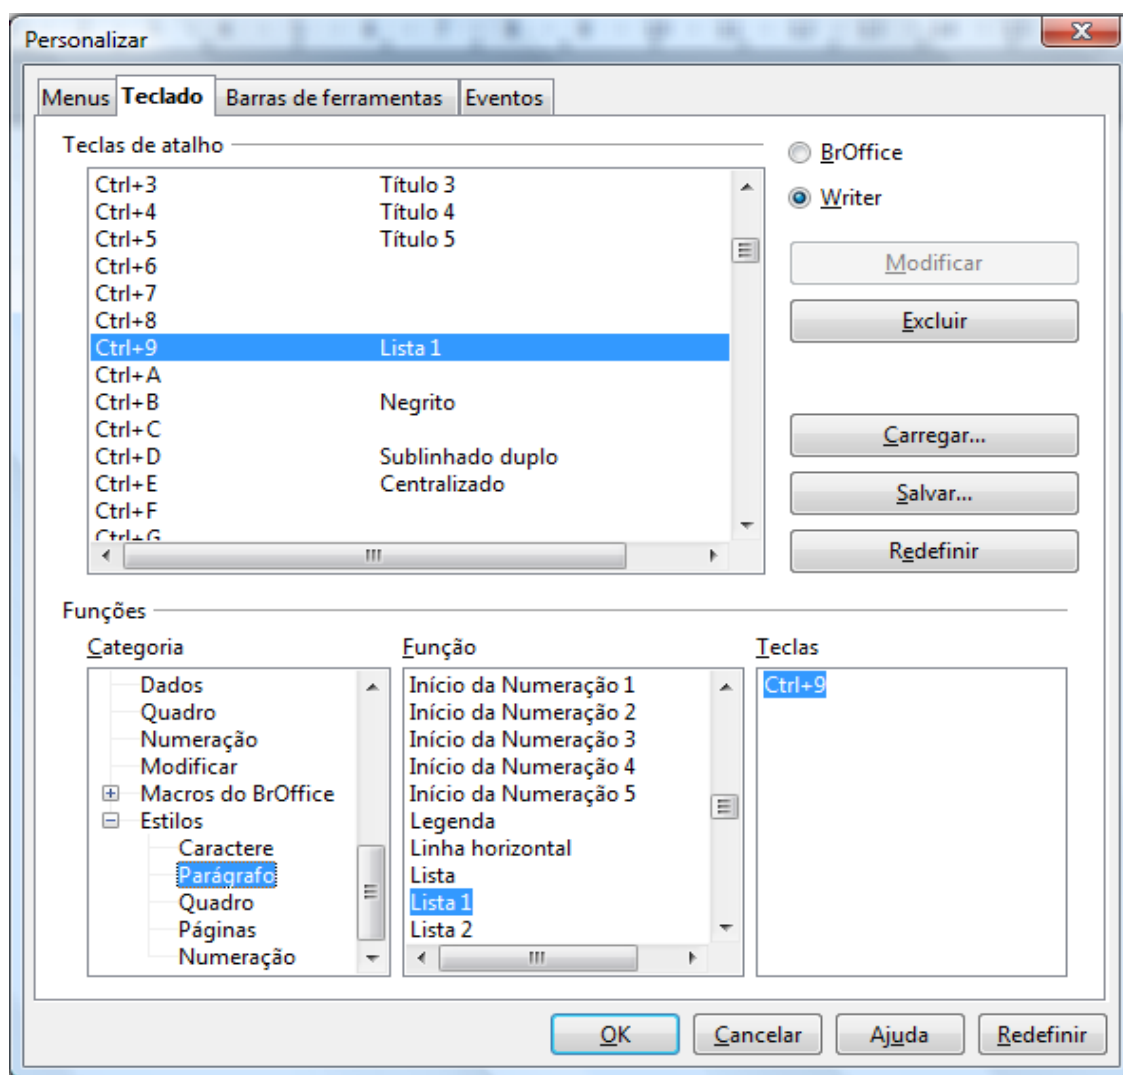 Personalizar
Menus Teclado Barras de ferramentas Eventos
Teclas de atalho
Ctrl+3 Título 3
Ctrl+4 Título 4
Ctrl+5 Título 5
Ctrl+6
Ctrl+7
Ctrl+8
Ctrl+9 Lista 1
Ctrl+A
Ctrl+B Negrito
Ctrl+C
Ctrl+D Sublinhado duplo
Ctrl+E Centralizado
Ctrl+F
Ctrl+G
BrOffice
Writer
Modificar
Excluir
Carregar...
Salvar...
Redefinir
Funções
Categoria
Dados
Quadro
Numeração
Modificar
Macros do BrOffice
Estilos
Caractere
Parágrafo
Quadro
Páginas
Numeração
Função
Início da Numeração 1
Início da Numeração 2
Início da Numeração 3
Início da Numeração 4
Início da Numeração 5
Legenda
Linha horizontal
Lista
Lista 1
Lista 2
Teclas
Ctrl+9
OK Cancelar Ajuda Redefinir